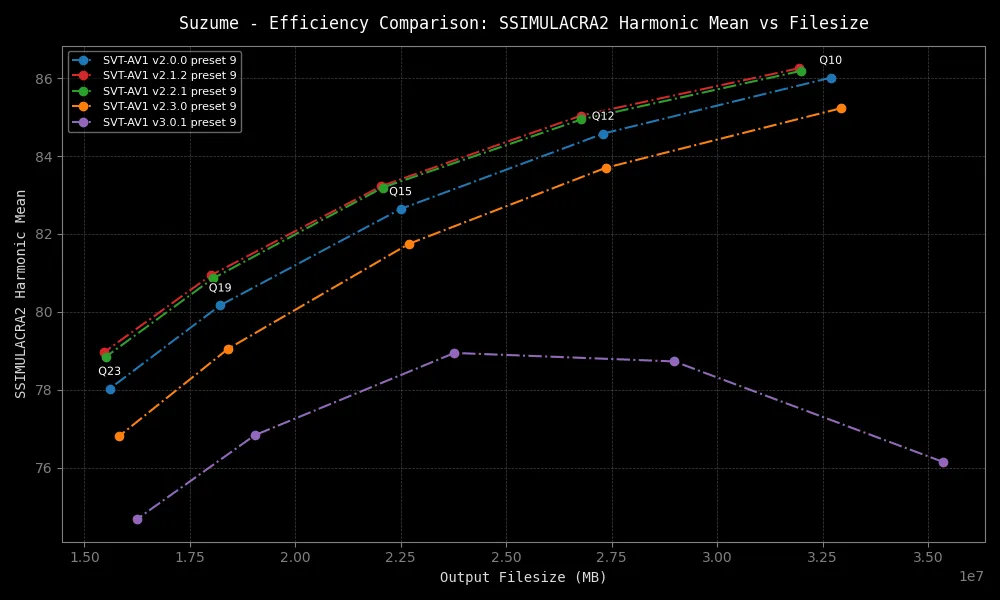 Suzume - Efficiency Comparison: SSIMULACRA2 Harmonic Mean vs Filesize
SVT-AV1 v2.0.0 preset 9
SVT-AV1 v2.1.2 preset 9
SVT-AV1 v2.2.1 preset 9
SVT-AV1 v2.3.0 preset 9
SVT-AV1 v3.0.1 preset 9
Q10
Q12
Q15
Q19
Q23
SSIMULACRA2 Harmonic Mean
86
84
82
80
78
76
1.50 1.75 2.00 2.25 2.50 2.75 3.00 3.25 3.50
1e7
Output Filesize (MB)